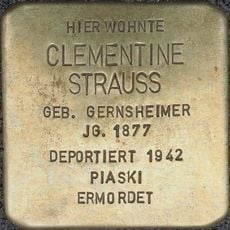 HIER WOHNTE
CLEMENTINE
STRAUSS
GEB. GERNSHEIMER
JG. 1877
DEPORTIERT 1942
PIASKI
ERMORDET